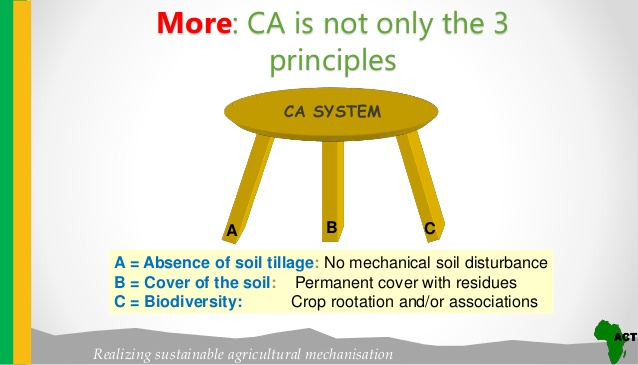 More: CA is not only the 3
principles
CA SYSTEM
A
B
C
A = Absence of soil tillage: No mechanical soil disturbance
B = Cover of the soil: Permanent cover with residues
C = Biodiversity: Crop rootation and/or associations
Realizing sustainable agricultural mechanisation
ACT